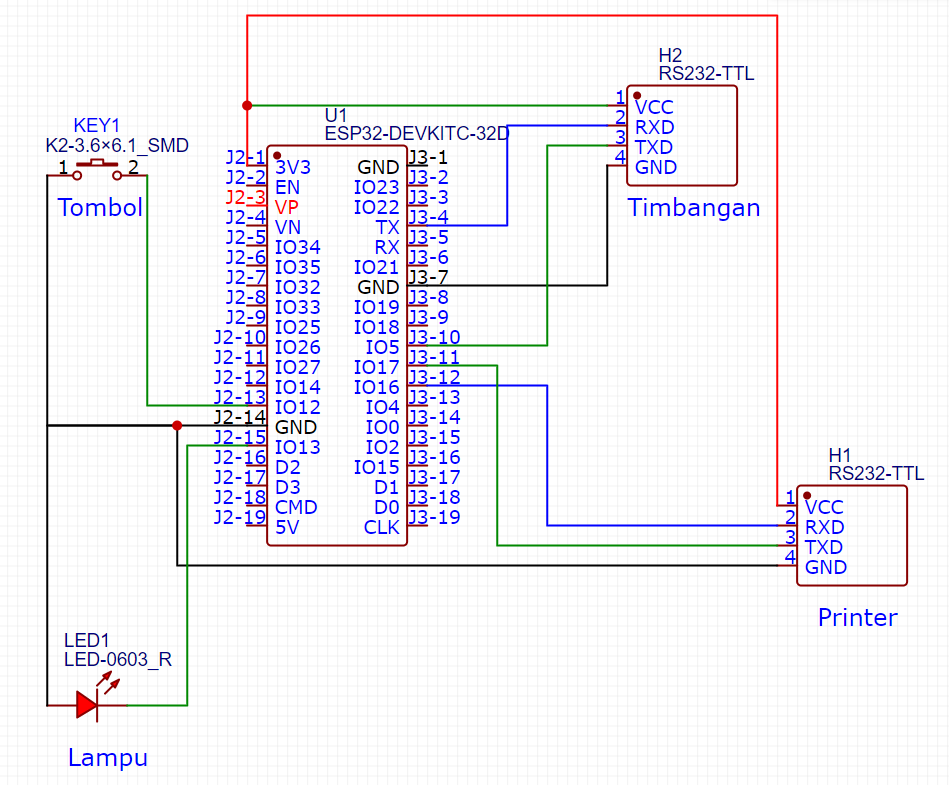 H2
RS232-TTL
1 VCC
2 RXD
3 TXD
4 GND
Timbangan
KEY1
K2-3.6×6.1_SMD
1 2
Tombol
U1
ESP32-DEVKITC-32D
J2-1 3V3 GND J3-1
J2-2 EN IO23 J3-2
J2-3 VP IO22 J3-3
J2-4 VN TX J3-4
J2-5 IO34 RX J3-5
J2-6 IO35 IO21 J3-6
J2-7 IO32 GND J3-7
J2-8 IO33 IO19 J3-8
J2-9 IO25 IO18 J3-9
J2-10 IO26 IO5 J3-10
J2-11 IO27 IO17 J3-11
J2-12 IO14 IO16 J3-12
J2-13 IO12 IO4 J3-13
J2-14 GND IO0 J3-14
J2-15 IO13 IO2 J3-15
J2-16 D2 IO15 J3-16
J2-17 D3 D1 J3-17
J2-18 CMD D0 J3-18
J2-19 5V CLK J3-19
H1
RS232-TTL
1 VCC
2 RXD
3 TXD
4 GND
Printer
LED1
LED-0603_R
Lampu